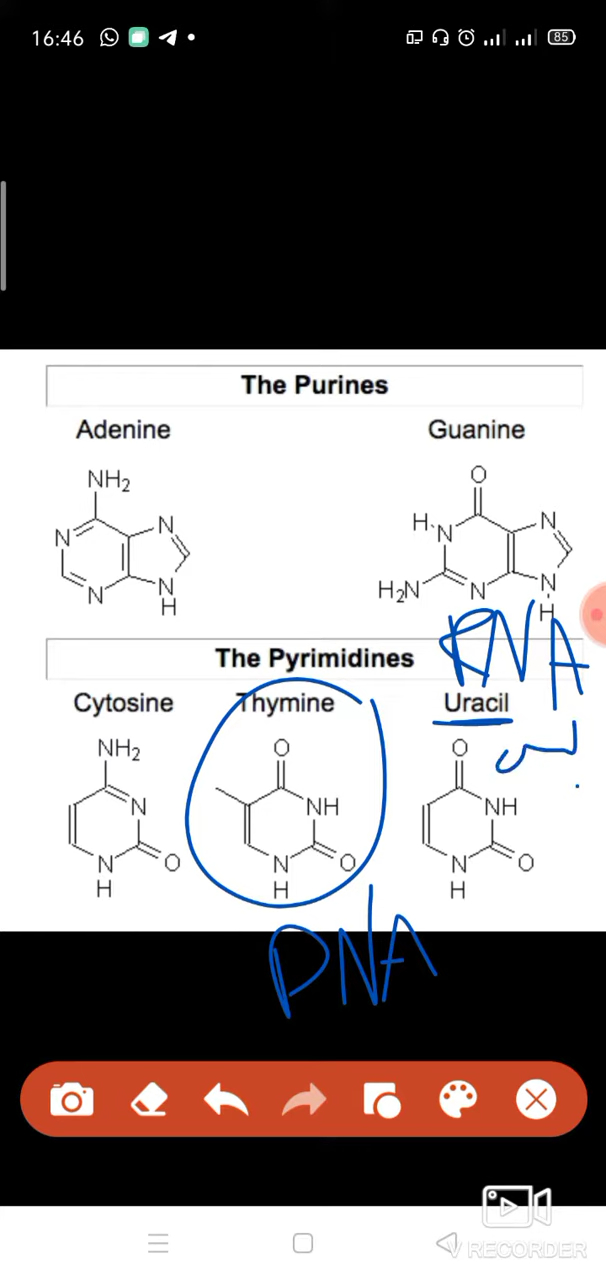 16:46
85
The Purines
Adenine
Guanine
NH2
N
N
N
N
H
O
H
N
H2N
N
N
N
H
RNA
The Pyrimidines
Cytosine
Thymine
Uracil
NH2
N
N
H
O
O
NH
N
H
O
O
NH
N
H
O
DNA
V RECORDER